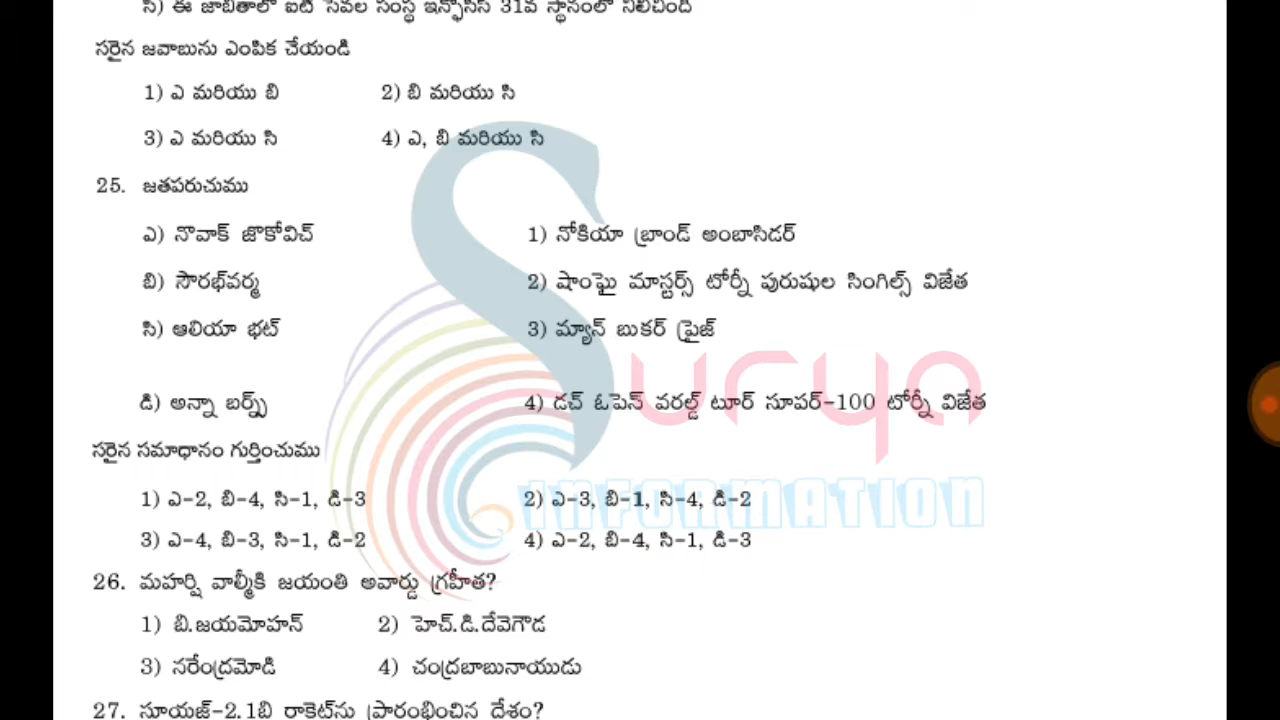 సి) ఈ జాబితాలో ఐటి సేవల సంస్థ ఇన్ఫోసిస్ 31వ స్థానంలో నిలిచింది
సరైన జవాబును ఎంపిక చేయండి
1) ఎ మరియు బి 2) బి మరియు సి
3) ఎ మరియు సి 4) ఎ, బి మరియు సి
25. జతపరుచుము
ఎ) నొవాక్ జొకోవిచ్ 1) నోకియా బ్రాండ్ అంబాసిడర్
బి) సౌరభ్‌వర్మ 2) షాంఘై మాస్టర్స్ టోర్నీ పురుషుల సింగిల్స్ విజేత
సి) ఆలియా భట్ 3) మ్యాన్ బుకర్ ప్రైజ్
డి) అన్నా బర్న్స్ 4) డచ్ ఓపెన్ వరల్డ్ టూర్ సూపర్-100 టోర్నీ విజేత
సరైన సమాధానం గుర్తించుము
1) ఎ-2, బి-4, సి-1, డి-3 2) ఎ-3, బి-1, సి-4, డి-2
3) ఎ-4, బి-3, సి-1, డి-2 4) ఎ-2, బి-4, సి-1, డి-3
26. మహర్షి వాల్మీకి జయంతి అవార్డు గ్రహీత?
1) బి.జయమోహన్ 2) హెచ్.డి.దేవెగౌడ
3) నరేంద్రమోడి 4) చంద్రబాబునాయుడు
27. సూయజ్-2.1బి రాకెట్‌ను ప్రారంభించిన దేశం?
Surya
INFORMATION